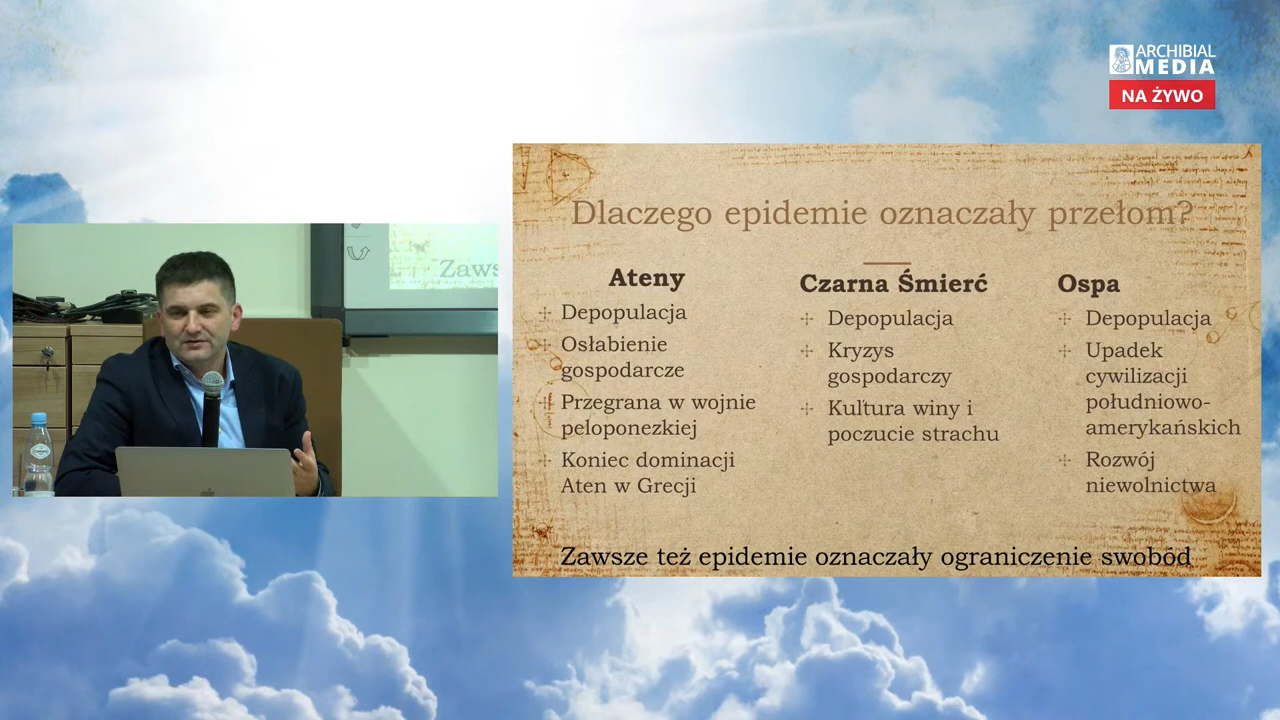 ARCHIBIAL
MEDIA
NA ŻYWO
Zaws
Dlaczego epidemie oznaczały przełom?
Ateny
Depopulacja
Osłabienie
gospodarcze
Przegrana w wojnie
peloponezkiej
Koniec dominacji
Aten w Grecji
Czarna Śmierć
Depopulacja
Kryzys
gospodarczy
Kultura winy i
poczucie strachu
Ospa
Depopulacja
Upadek
cywilizacji
południowo-
amerykańskich
Rozwój
niewolnictwa
Zawsze też epidemie oznaczały ograniczenie swobód